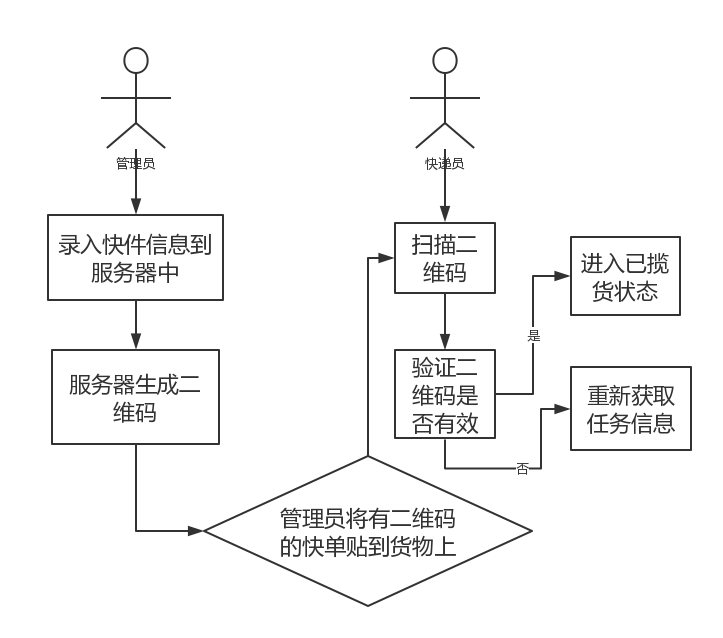 管理员
录入快件信息到
服务器中
服务器生成二
维码
管理员将有二维码
的快单贴到货物上
快递员
扫描二
维码
验证二
维码是
否有效
是
进入已揽
货状态
否
重新获取
任务信息